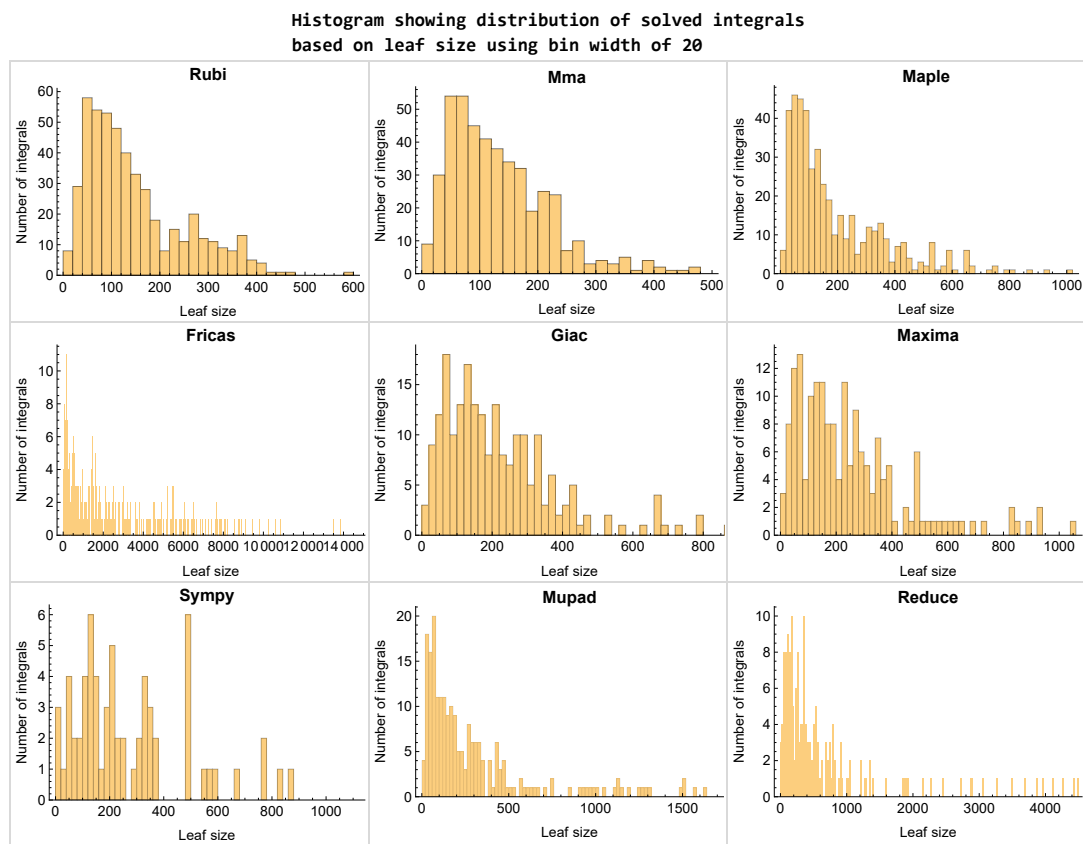 Histogram showing distribution of solved integrals
based on leaf size using bin width of 20
Rubi
Number of integrals
0 10 20 30 40 50 60
0 100 200 300 400 500 600
Leaf size
Mma
Number of integrals
0 10 20 30 40 50
0 100 200 300 400 500
Leaf size
Maple
Number of integrals
0 10 20 30 40
0 200 400 600 800 1000
Leaf size
Fricas
Number of integrals
0 2 4 6 8 10
0 2000 4000 6000 8000 10000 12000 14000
Leaf size
Giac
Number of integrals
0 5 10 15
0 200 400 600 800
Leaf size
Maxima
Number of integrals
0 2 4 6 8 10 12
0 200 400 600 800 1000
Leaf size
Sympy
Number of integrals
0 1 2 3 4 5 6
0 200 400 600 800 1000
Leaf size
Mupad
Number of integrals
0 5 10 15 20
0 500 1000 1500
Leaf size
Reduce
Number of integrals
0 2 4 6 8 10
0 1000 2000 3000 4000
Leaf size